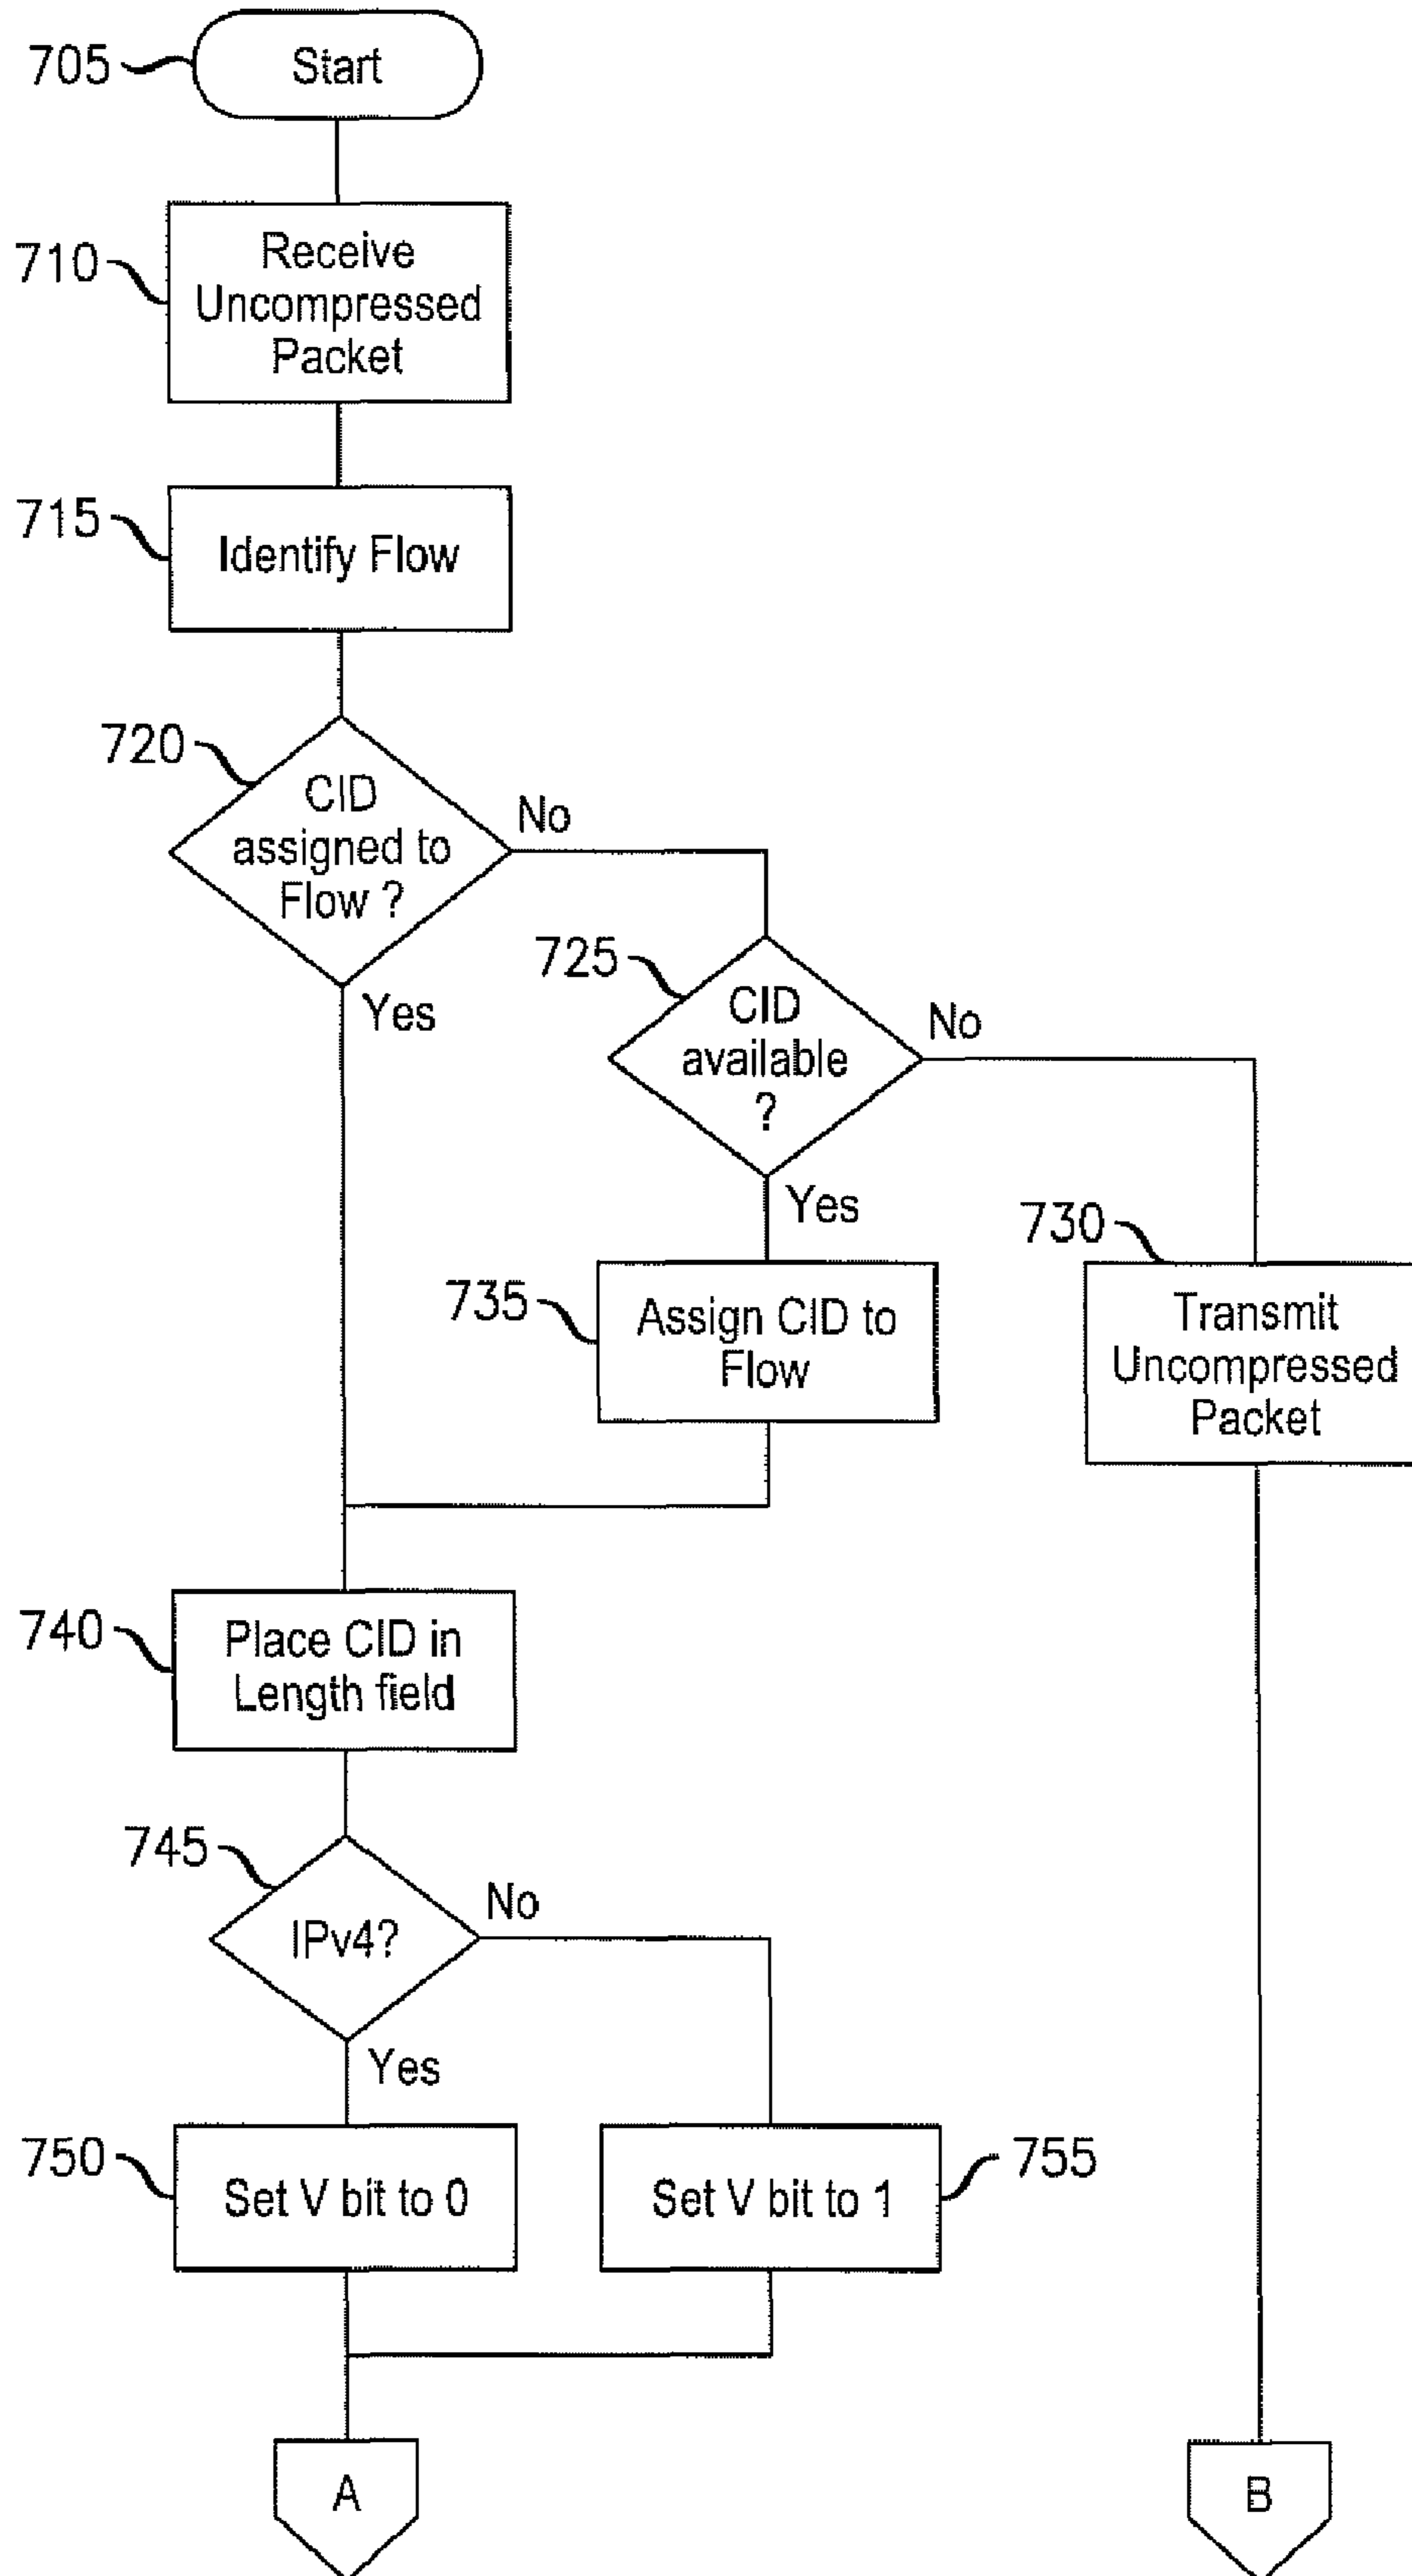 705
Start
710
Receive
Uncompressed
Packet
715
Identify Flow
720
CID
assigned to
Flow ?
No
Yes
725
CID
available
?
No
Yes
730
Transmit
Uncompressed
Packet
735
Assign CID to
Flow
740
Place CID in
Length field
745
IPv4?
No
Yes
750
Set V bit to 0
Set V bit to 1
755
A
B